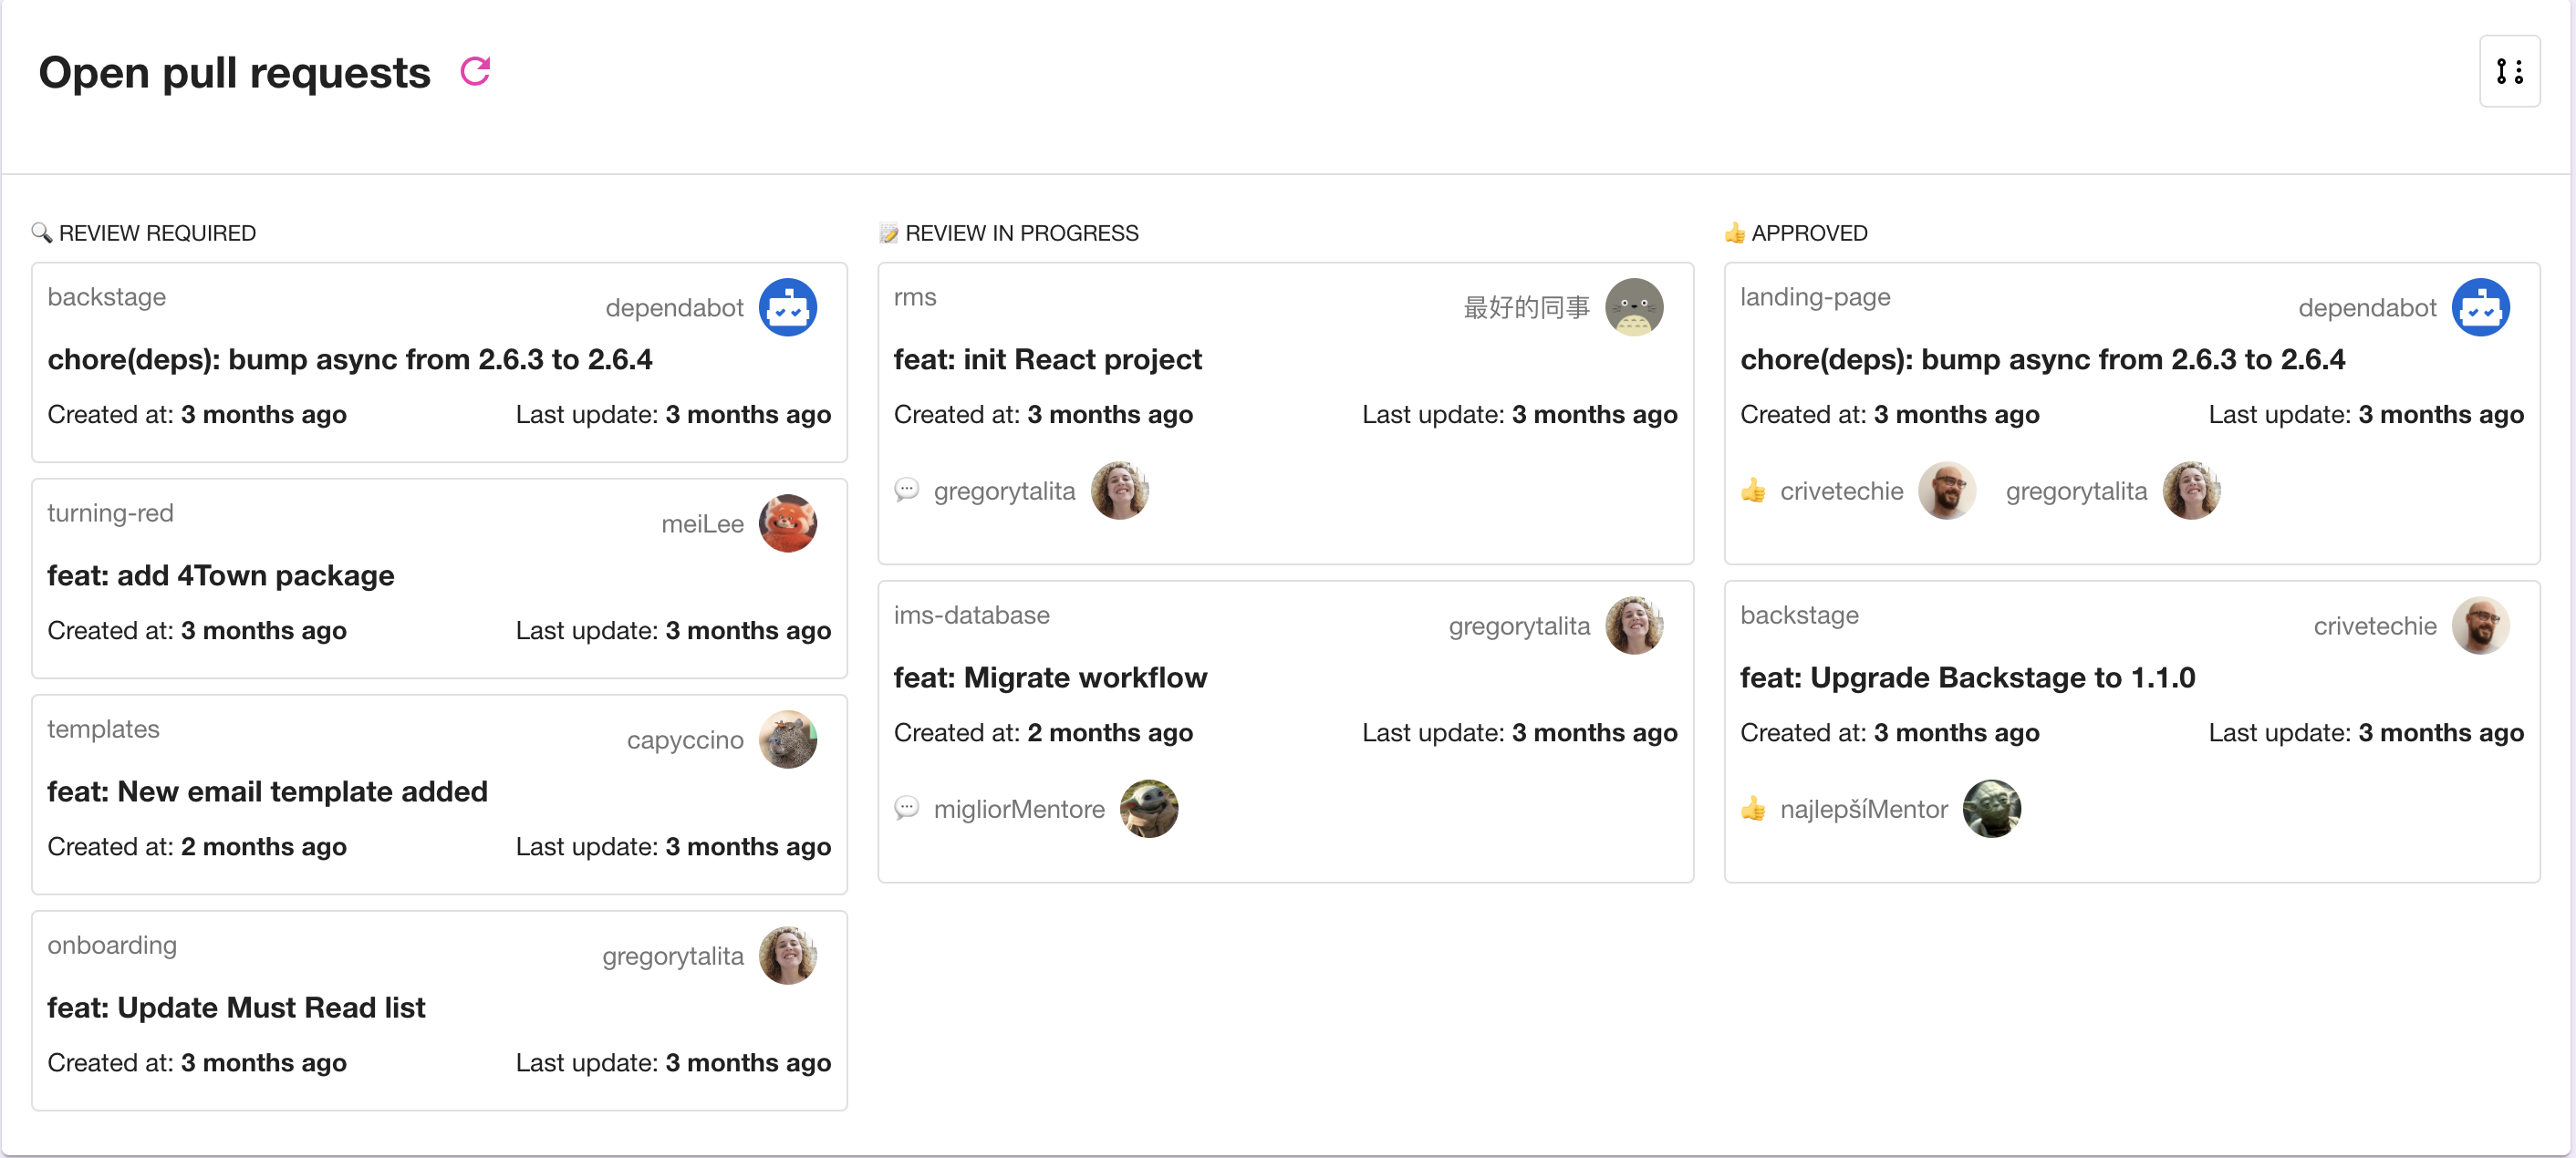 Open pull requests
🔍 REVIEW REQUIRED
backstage
dependabot
chore(deps): bump async from 2.6.3 to 2.6.4
Created at: 3 months ago
Last update: 3 months ago
turning-red
meiLee
feat: add 4Town package
Created at: 3 months ago
Last update: 3 months ago
templates
capyccino
feat: New email template added
Created at: 2 months ago
Last update: 3 months ago
onboarding
gregorytalita
feat: Update Must Read list
Created at: 3 months ago
Last update: 3 months ago
📝 REVIEW IN PROGRESS
rms
最好的同事
feat: init React project
Created at: 3 months ago
Last update: 3 months ago
💬 gregorytalita
ims-database
gregorytalita
feat: Migrate workflow
Created at: 2 months ago
Last update: 3 months ago
💬 migliorMentore
👍 APPROVED
landing-page
dependabot
chore(deps): bump async from 2.6.3 to 2.6.4
Created at: 3 months ago
Last update: 3 months ago
👍 crivetechie
gregorytalita
backstage
crivetechie
feat: Upgrade Backstage to 1.1.0
Created at: 3 months ago
Last update: 3 months ago
👍 najlepšíMentor